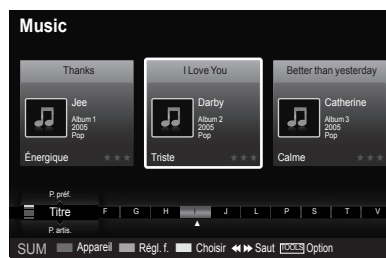 Music
Thanks
Jee
Album 1
2005
Pop
Énergique
I Love You
Darby
Album 2
2005
Pop
Triste
Better than yesterday
Catherine
Album 3
2005
Pop
Calme
P. préf.
Titre F G H I J L P S T V
P. artis.
SUM Appareil Régl. f. Choisir Saut TOOLS Option